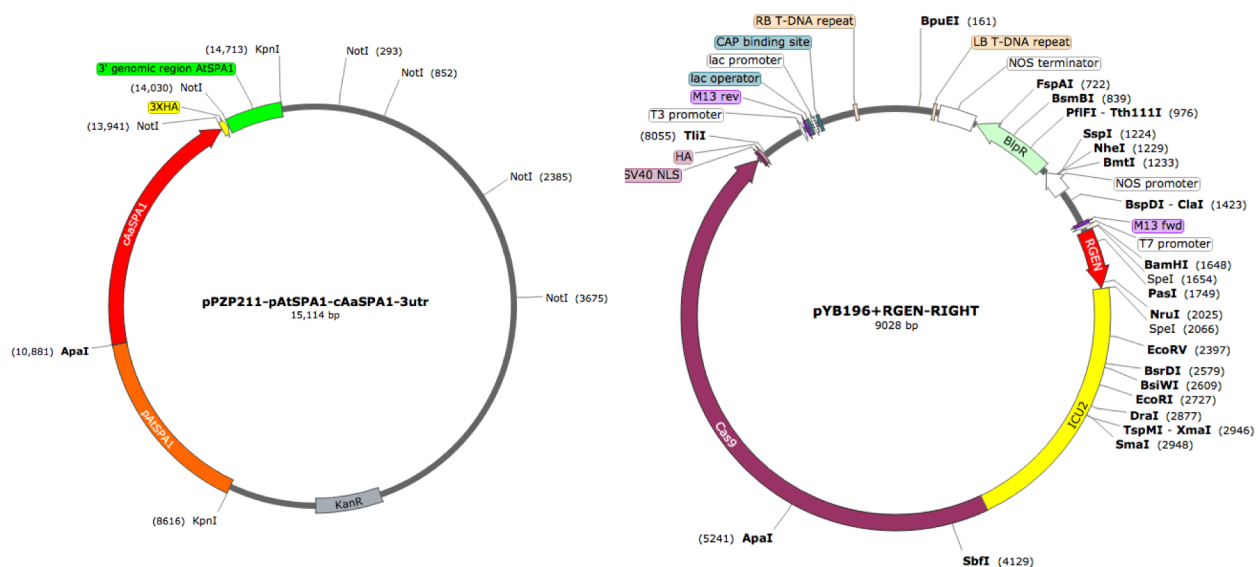 (14,713) KpnI
3' genomic region AtSPA1
(14,030) NotI
3XHA
(13,941) NotI
NotI (293)
NotI (852)
NotI (2385)
NotI (3675)
cAaSPA1
pPZP211-pAtSPA1-cAaSPA1-3utr
15,114 bp
(10,881) ApaI
pAtSPA1
(8616) KpnI
KanR
RB T-DNA repeat
CAP binding site
lac promoter
lac operator
M13 rev
T3 promoter
(8055) TliI
HA
SV40 NLS
BpuEI (161)
LB T-DNA repeat
NOS terminator
FspAI (722)
BsmBI (839)
PflFI - Tth111I (976)
BlpR
SspI (1224)
NheI (1229)
BmtI (1233)
NOS promoter
BspDI - ClaI (1423)
M13 fwd
T7 promoter
RGEN
BamHI (1648)
SpeI (1654)
PasI (1749)
NruI (2025)
SpeI (2066)
EcoRV (2397)
BsrDI (2579)
BsiWI (2609)
EcoRI (2727)
DraI (2877)
TspMI - XmaI (2946)
SmaI (2948)
ICU2
pYB196+RGEN-RIGHT
9028 bp
Cas9
(5241) ApaI
SbfI (4129)